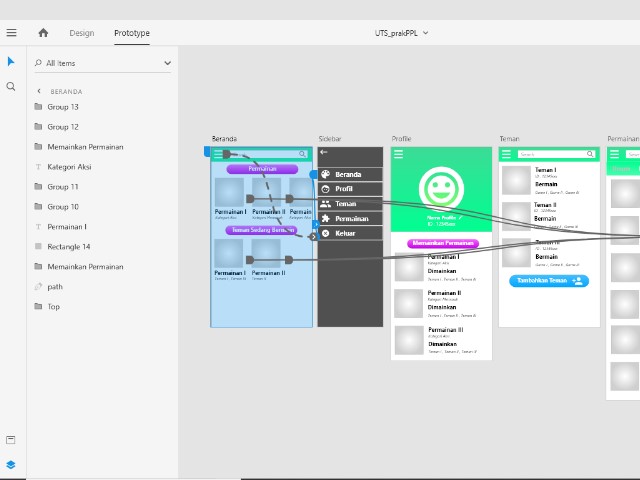 Design
Prototype
UTS_prakPPL
All Items
BERANDA
Group 13
Group 12
Memainkan Permainan
Kategori Aksi
Group 11
Group 10
Permainan I
Rectangle 14
Memainkan Permainan
path
Top
Beranda
Permainan
Permainan I
Permainan II
Permainan
Teman Sedang Bermain
Permainan I
Permainan II
Sidebar
Beranda
Profil
Teman
Permainan
Keluar
Profile
Memainkan Permainan
Permainan I
Dimainkan
Permainan II
Dimainkan
Permainan III
Dimainkan
Teman
Teman I
Bermain
Teman II
Bermain
Bermain
Tambahkan Teman
Permainan